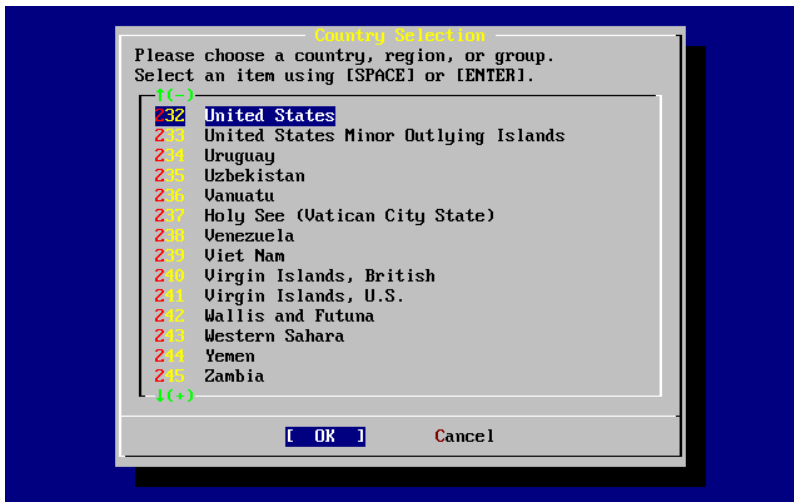 Country Selection
Please choose a country, region, or group.
Select an item using [SPACE] or [ENTER].
↑(-)
232 United States
233 United States Minor Outlying Islands
234 Uruguay
235 Uzbekistan
236 Vanuatu
237 Holy See (Vatican City State)
238 Venezuela
239 Viet Nam
240 Virgin Islands, British
241 Virgin Islands, U.S.
242 Wallis and Futuna
243 Western Sahara
244 Yemen
245 Zambia
↓(+)
[ OK ] Cancel